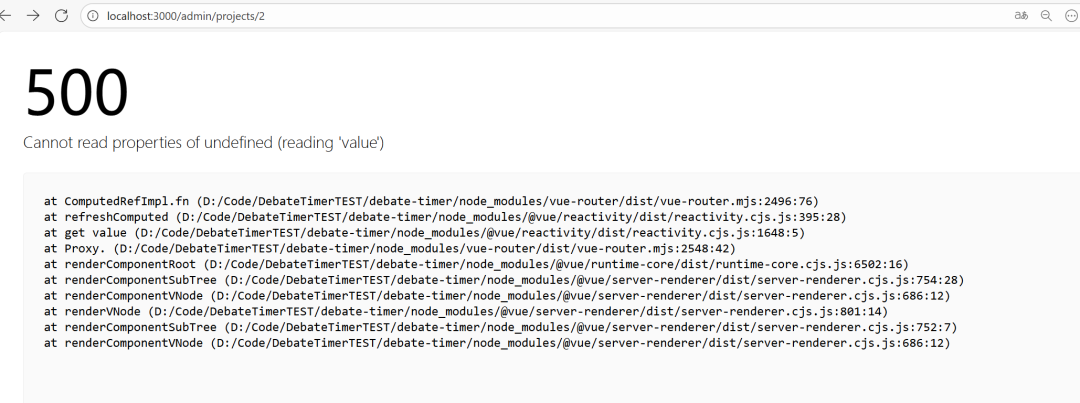 localhost:3000/admin/projects/2
aあ
500
Cannot read properties of undefined (reading 'value')
at ComputedRefImpl.fn (D:/Code/DebateTimerTEST/debate-timer/node_modules/vue-router/dist/vue-router.mjs:2496:76)
at refreshComputed (D:/Code/DebateTimerTEST/debate-timer/node_modules/@vue/reactivity/dist/reactivity.cjs.js:395:28)
at get value (D:/Code/DebateTimerTEST/debate-timer/node_modules/@vue/reactivity/dist/reactivity.cjs.js:1648:5)
at Proxy. (D:/Code/DebateTimerTEST/debate-timer/node_modules/vue-router/dist/vue-router.mjs:2548:42)
at renderComponentRoot (D:/Code/DebateTimerTEST/debate-timer/node_modules/@vue/runtime-core/dist/runtime-core.cjs.js:6502:16)
at renderComponentSubTree (D:/Code/DebateTimerTEST/debate-timer/node_modules/@vue/server-renderer/dist/server-renderer.cjs.js:754:28)
at renderComponentVNode (D:/Code/DebateTimerTEST/debate-timer/node_modules/@vue/server-renderer/dist/server-renderer.cjs.js:686:12)
at renderVNode (D:/Code/DebateTimerTEST/debate-timer/node_modules/@vue/server-renderer/dist/server-renderer.cjs.js:801:14)
at renderComponentSubTree (D:/Code/DebateTimerTEST/debate-timer/node_modules/@vue/server-renderer/dist/server-renderer.cjs.js:752:7)
at renderComponentVNode (D:/Code/DebateTimerTEST/debate-timer/node_modules/@vue/server-renderer/dist/server-renderer.cjs.js:686:12)